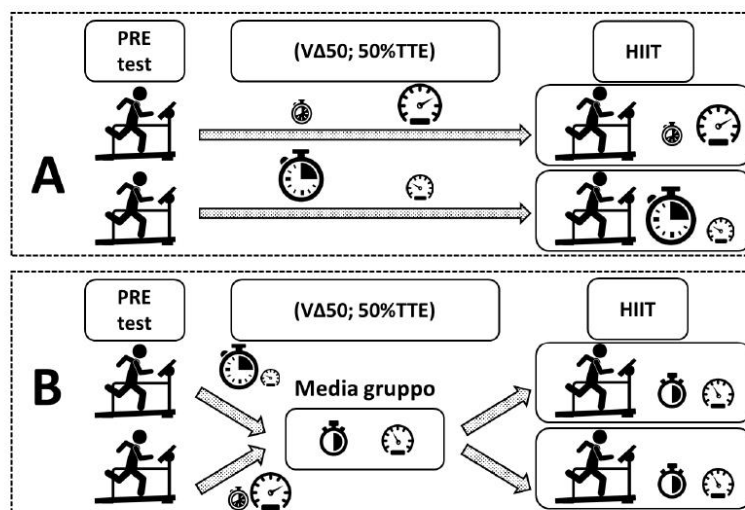 PRE
test
(VΔ50; 50%TTE)
HIIT
A
PRE
test
(VΔ50; 50%TTE)
HIIT
B
Media gruppo